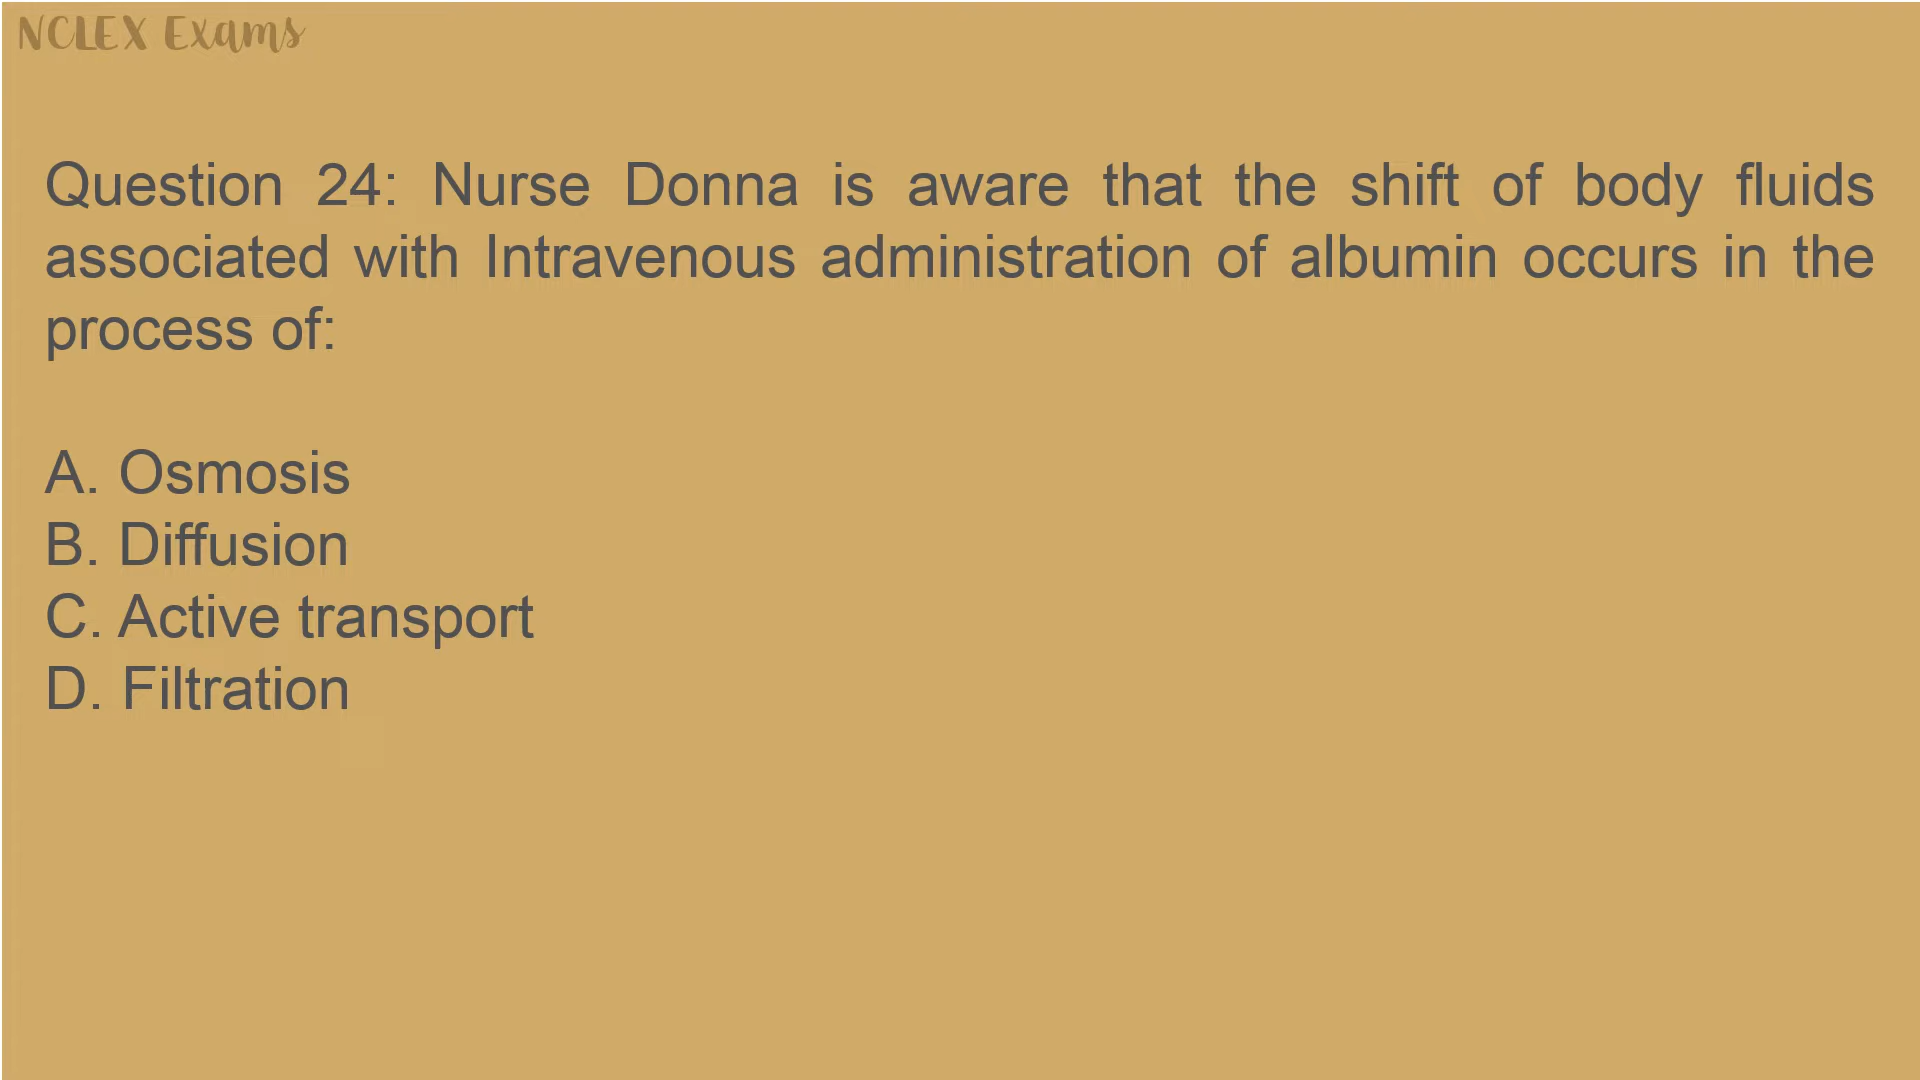 NCLEX Exams
Question 24: Nurse Donna is aware that the shift of body fluids
associated with Intravenous administration of albumin occurs in the
process of:
A. Osmosis
B. Diffusion
C. Active transport
D. Filtration